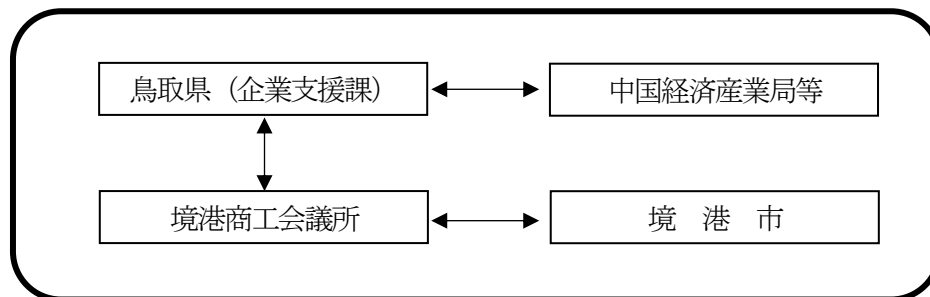 鳥取県（企業支援課）
中国経済産業局等
境港商工会議所
境　港　市